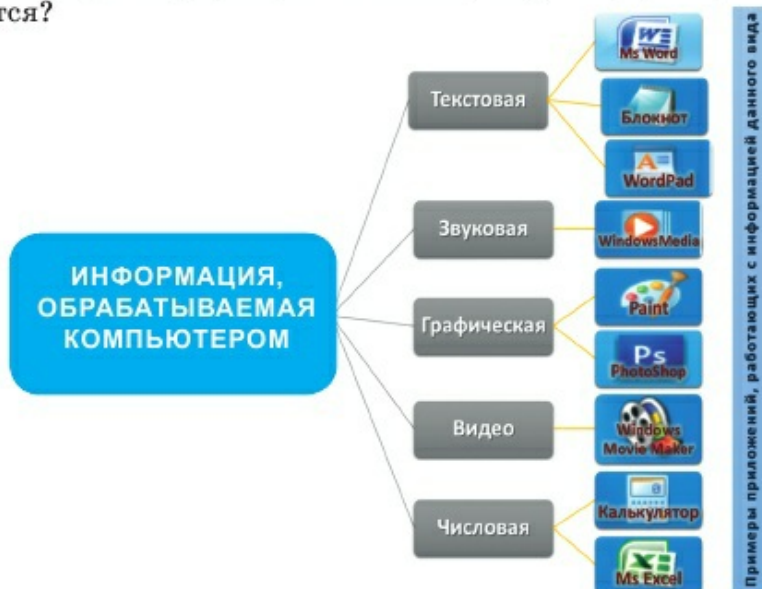 тся?
Ms Word
Текстовая
Блокнот
WordPad
Звуковая
WindowsMedia
ИНФОРМАЦИЯ,
ОБРАБАТЫВАЕМАЯ
КОМПЬЮТЕРОМ
Графическая
Paint
Ps
PhotoShop
Видео
Windows
Movie Maker
Числовая
Калькулятор
Ms Excel
Примеры приложений, работающих с информацией данного вида